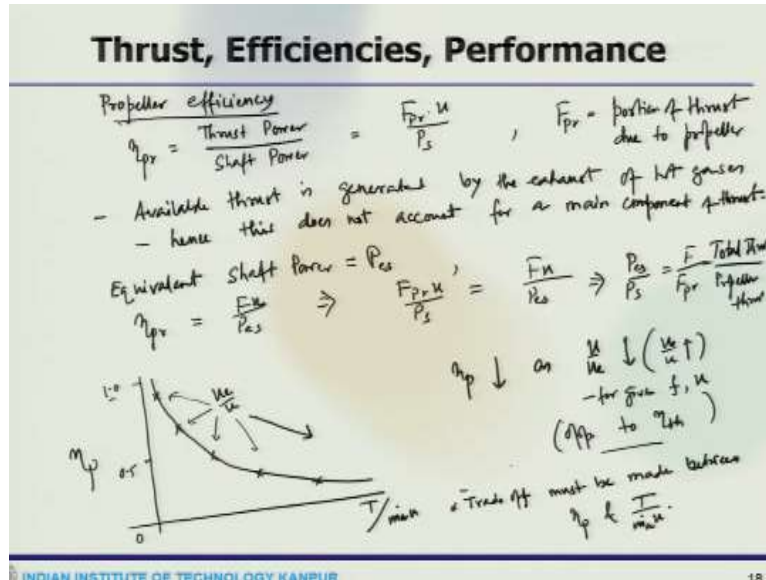 Thrust, Efficiencies, Performance
Propeller efficiency
ηpr = Thrust Power / Shaft Power = Fpr·u / Ps , Fpr = portion of thrust due to propeller
- Available thrust is generated by the exhaust of hot gases
- hence this does not account for a main component of thrust.
Equivalent Shaft Power = Pes ,
ηpr = Fu / Pes ⇒ Fpr u / Ps = Fu / Pes ⇒ Pes / Ps = F / Fpr Total / Propeller thrust
ηp ↓ as u / ue ↓ (ue / u ↑)
- for given f, u
(opp to ηth)
1.0
ue / u
ηp
0.5
0
T / ṁa u
Trade off must be made between
ηp & T / ṁa u.
INDIAN INSTITUTE OF TECHNOLOGY KANPUR
18